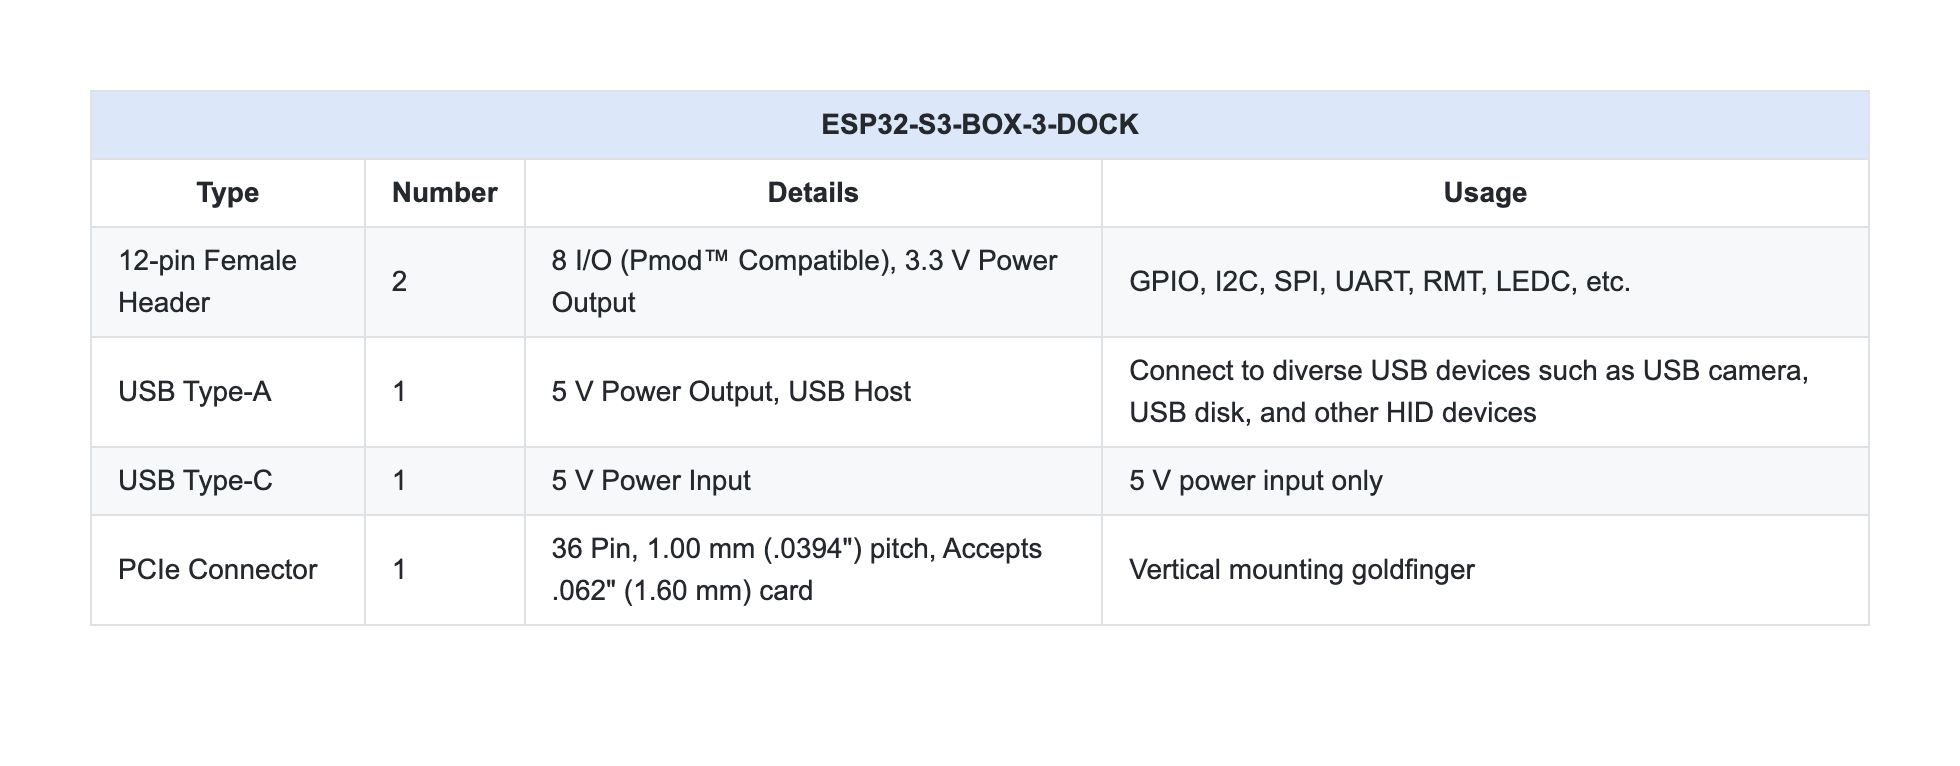 ESP32-S3-BOX-3-DOCK
Type Number Details Usage
12-pin Female Header 2 8 I/O (Pmod™ Compatible), 3.3 V Power Output GPIO, I2C, SPI, UART, RMT, LEDC, etc.
USB Type-A 1 5 V Power Output, USB Host Connect to diverse USB devices such as USB camera, USB disk, and other HID devices
USB Type-C 1 5 V Power Input 5 V power input only
PCIe Connector 1 36 Pin, 1.00 mm (.0394") pitch, Accepts .062" (1.60 mm) card Vertical mounting goldfinger